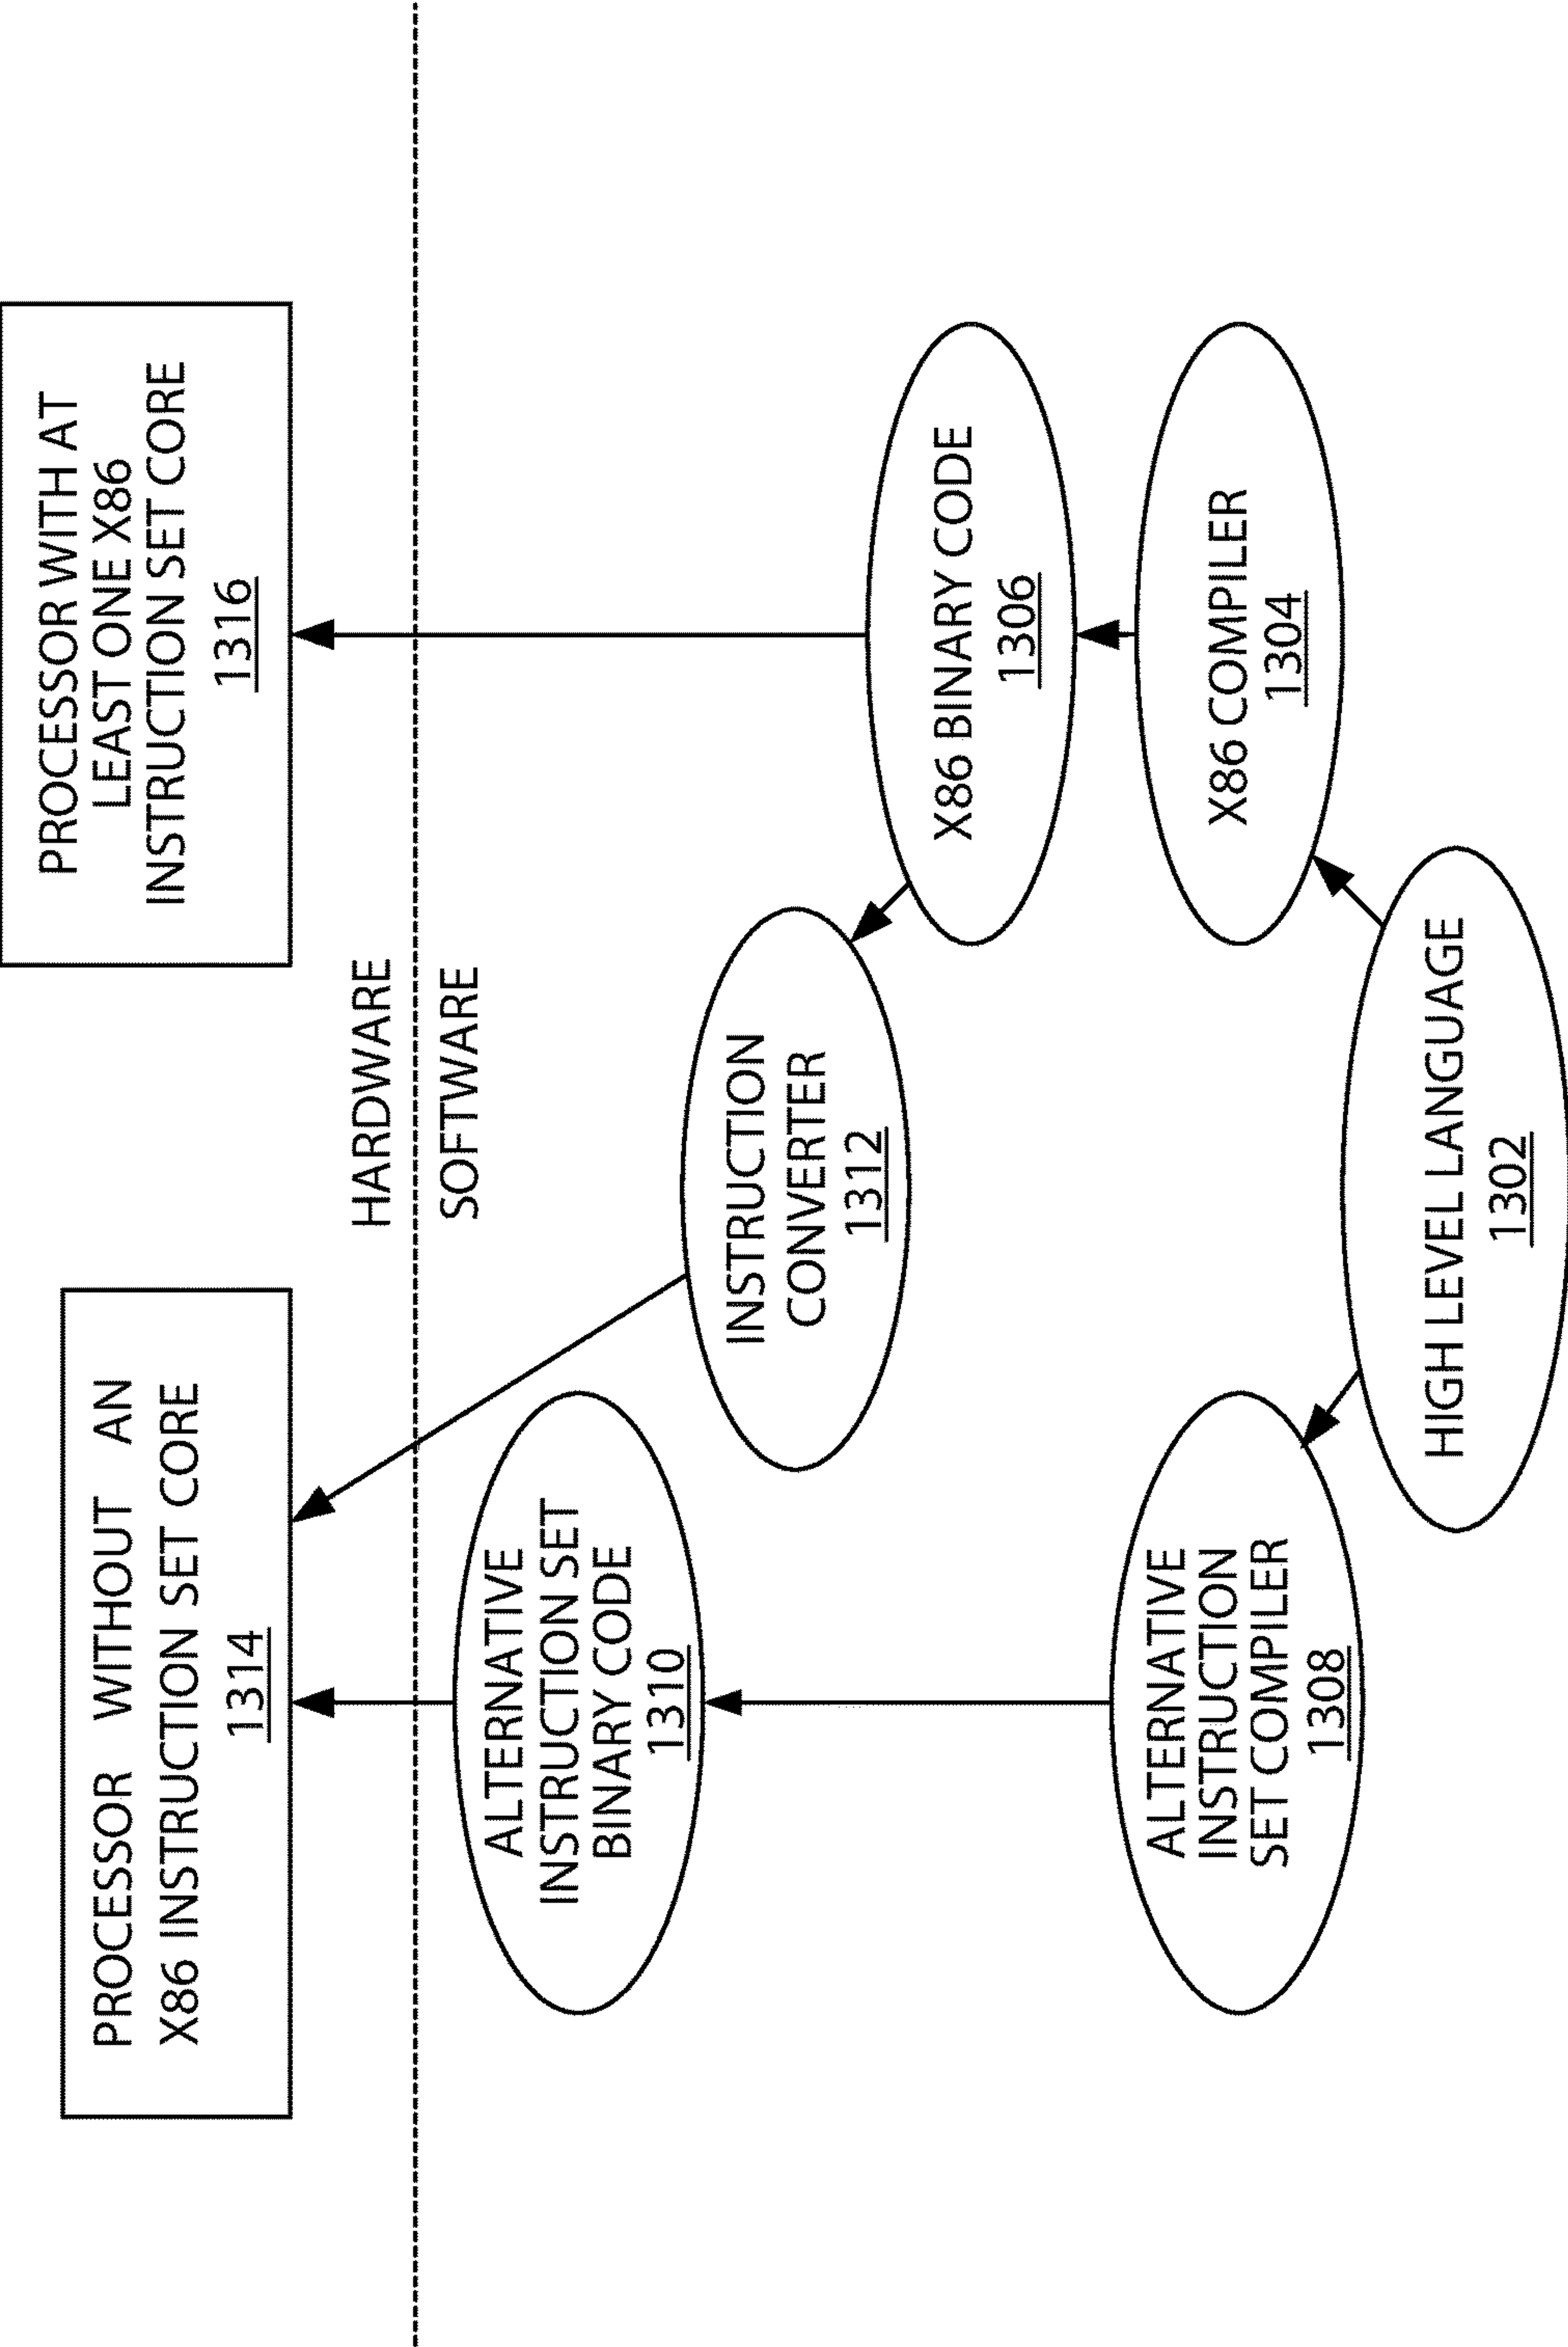 PROCESSOR WITHOUT AN
X86 INSTRUCTION SET CORE
1314
PROCESSOR WITH AT
LEAST ONE X86
INSTRUCTION SET CORE
1316
HARDWARE
SOFTWARE
ALTERNATIVE
INSTRUCTION SET
BINARY CODE
1310
INSTRUCTION
CONVERTER
1312
X86 BINARY CODE
1306
ALTERNATIVE
INSTRUCTION
SET COMPILER
1308
X86 COMPILER
1304
HIGH LEVEL LANGUAGE
1302